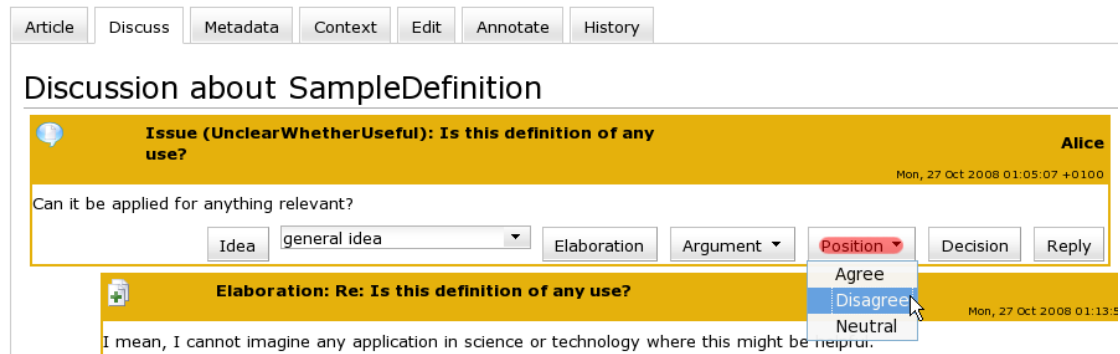 Article Discuss Metadata Context Edit Annotate History
Discussion about SampleDefinition
Issue (UnclearWhetherUseful): Is this definition of any
use?
Alice
Mon, 27 Oct 2008 01:05:07 +0100
Can it be applied for anything relevant?
Idea general idea Elaboration Argument Position Decision Reply
Agree
Elaboration: Re: Is this definition of any use?
Disagree
Mon, 27 Oct 2008 01:13:5
Neutral
I mean, I cannot imagine any application in science or technology where this might be helpful.